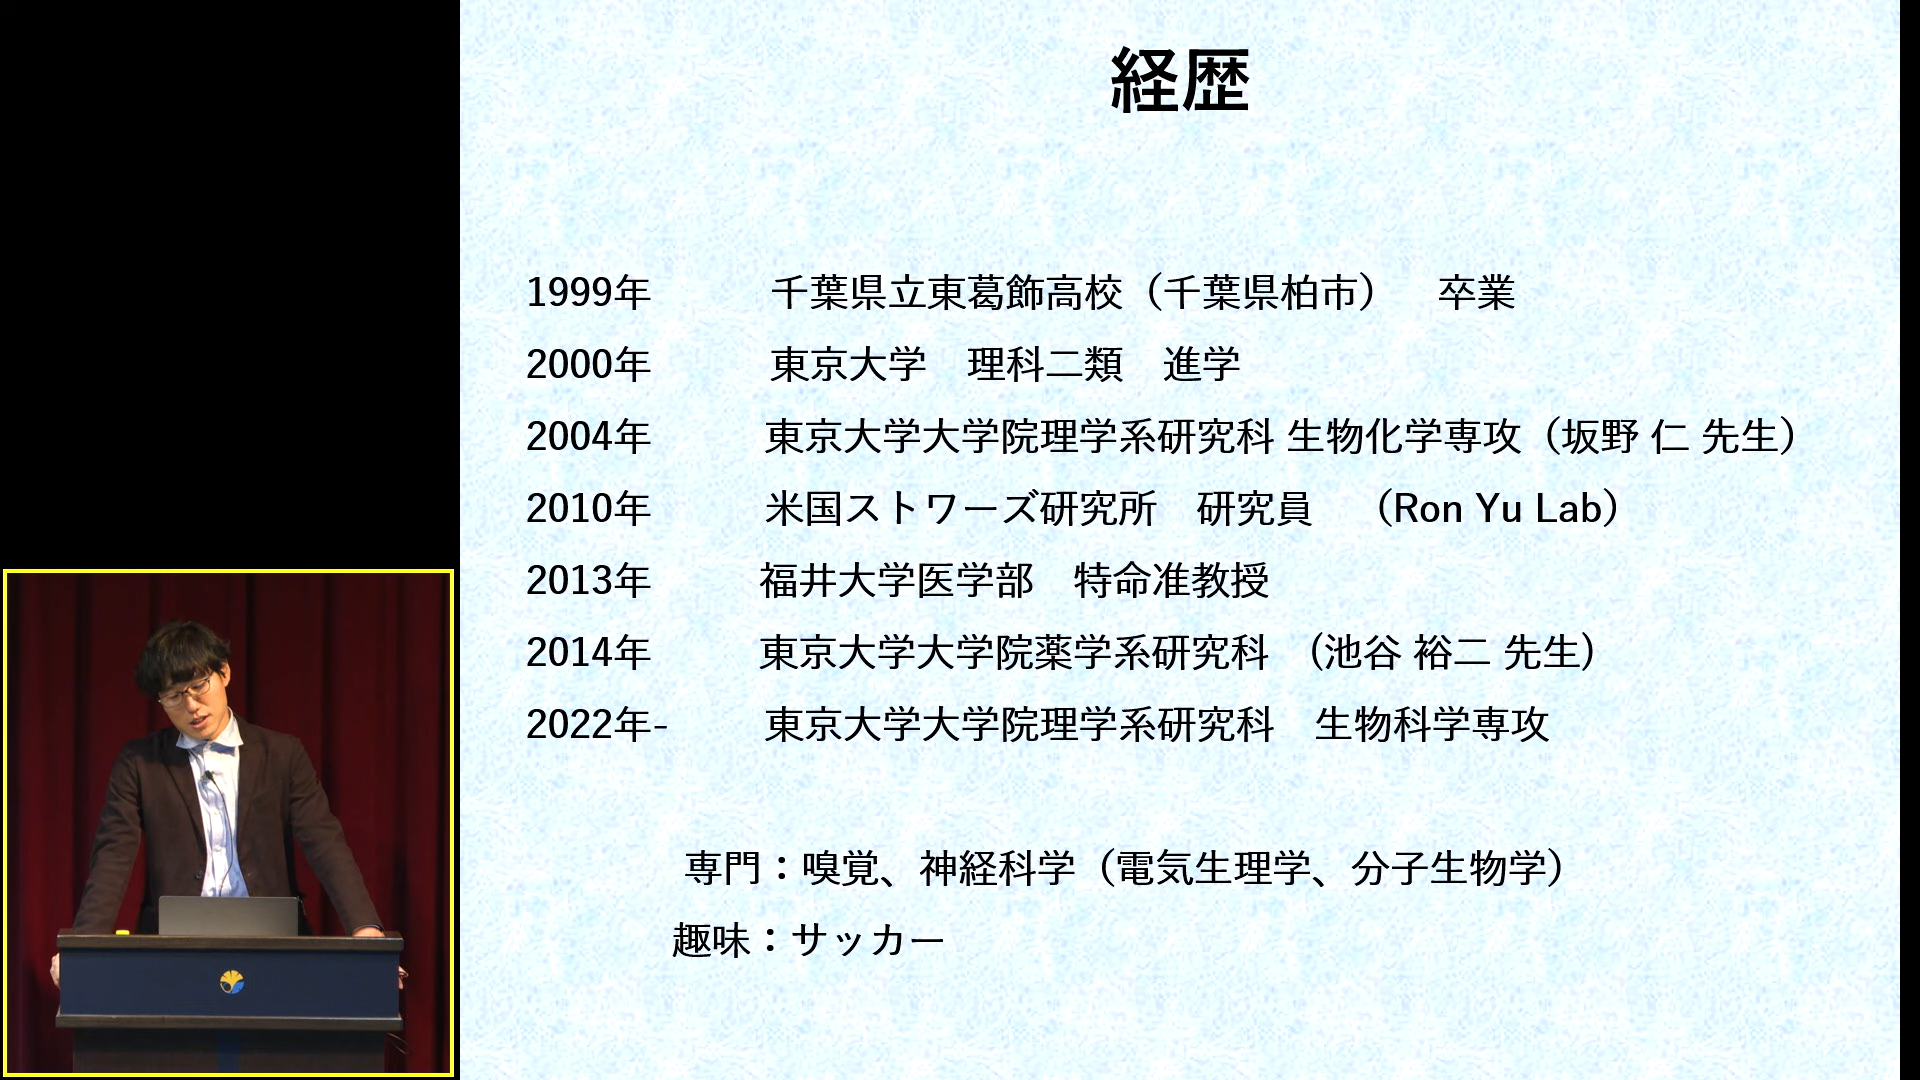 経歴
1999年　千葉県立東葛飾高校（千葉県柏市）　卒業
2000年　東京大学　理科二類　進学
2004年　東京大学大学院理学系研究科 生物化学専攻（坂野 仁 先生）
2010年　米国ストワーズ研究所　研究員　（Ron Yu Lab）
2013年　福井大学医学部　特命准教授
2014年　東京大学大学院薬学系研究科　(池谷 裕二 先生）
2022年-　東京大学大学院理学系研究科　生物科学専攻
専門：嗅覚、神経科学（電気生理学、分子生物学）
趣味：サッカー